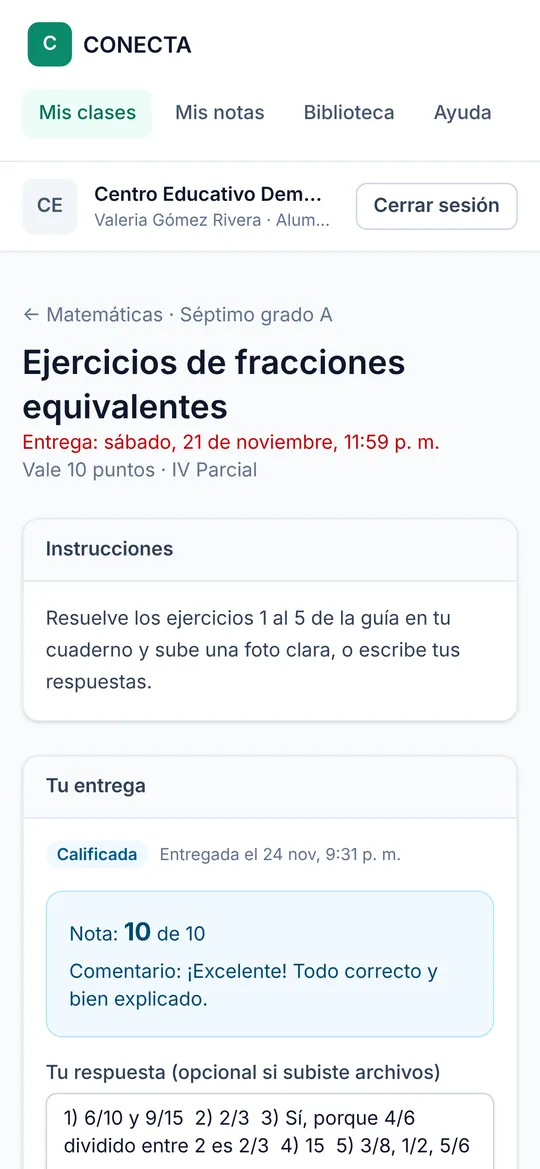 C CONECTA
Mis clases Mis notas Biblioteca Ayuda
CE
Centro Educativo Dem...
Valeria Gómez Rivera · Alum...
Cerrar sesión
← Matemáticas · Séptimo grado A
Ejercicios de fracciones
equivalentes
Entrega: sábado, 21 de noviembre, 11:59 p. m.
Vale 10 puntos · IV Parcial
Instrucciones
Resuelve los ejercicios 1 al 5 de la guía en tu
cuaderno y sube una foto clara, o escribe tus
respuestas.
Tu entrega
Calificada Entregada el 24 nov, 9:31 p. m.
Nota: 10 de 10
Comentario: ¡Excelente! Todo correcto y
bien explicado.
Tu respuesta (opcional si subiste archivos)
1) 6/10 y 9/15 2) 2/3 3) Sí, porque 4/6
dividido entre 2 es 2/3 4) 15 5) 3/8, 1/2, 5/6